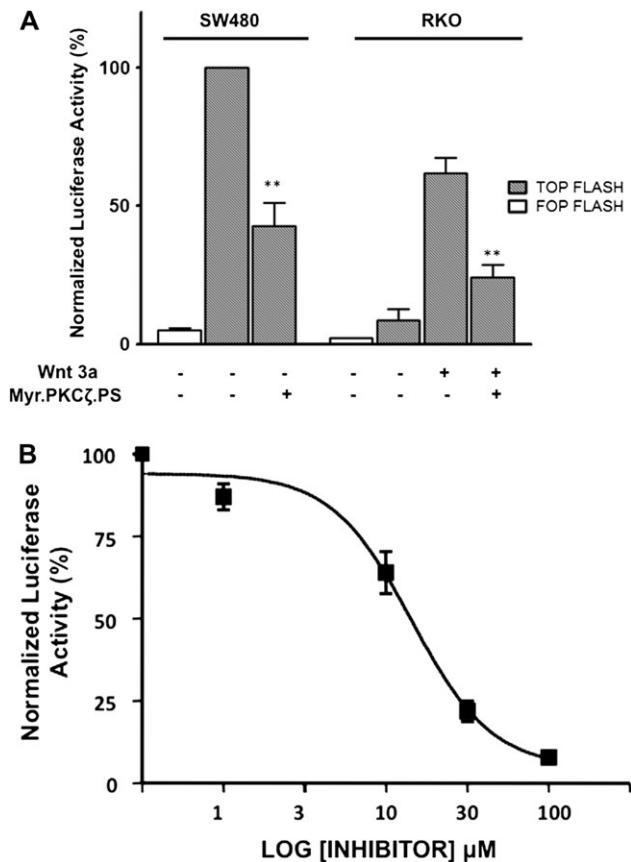 A
SW480
RKO
Normalized Luciferase Activity (%)
100
50
0
**
**
TOP FLASH
FOP FLASH
Wnt 3a - - - - - + +
Myr.PKCζ.PS - - + - - - +
B
Normalized Luciferase
Activity (%)
100
75
50
25
0
1 3 10 30 100
LOG [INHIBITOR] µM